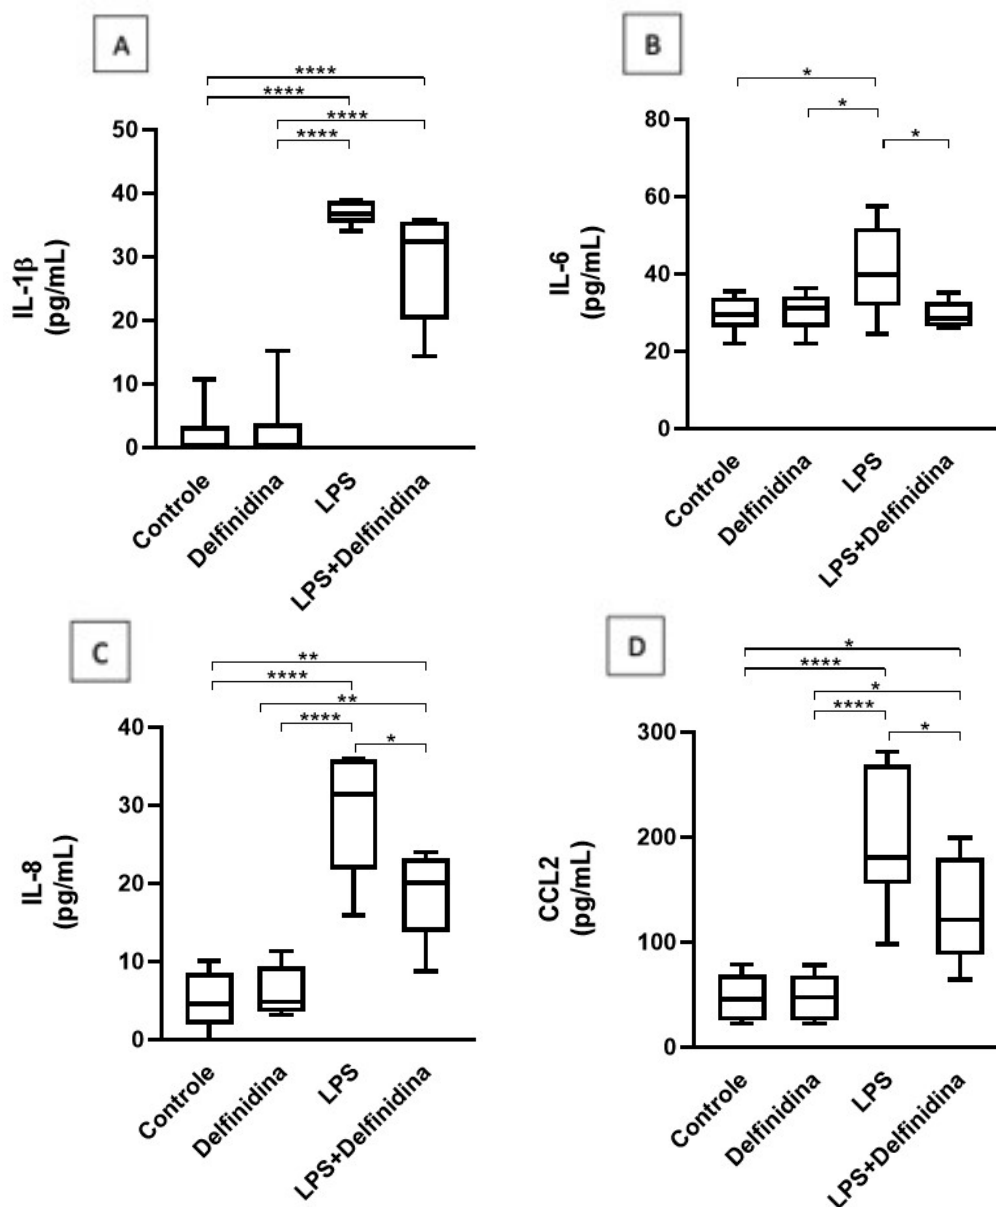 A
****
****
****
****
50
40
30
20
10
0
IL-1β
(pg/mL)
Controle
Delfinidina
LPS
LPS+Delfinidina
B
*
*
*
80
60
40
20
0
IL-6
(pg/mL)
Controle
Delfinidina
LPS
LPS+Delfinidina
C
**
****
**
****
*
40
30
20
10
0
IL-8
(pg/mL)
Controle
Delfinidina
LPS
LPS+Delfinidina
D
*
****
*
****
*
300
200
100
0
CCL2
(pg/mL)
Controle
Delfinidina
LPS
LPS+Delfinidina